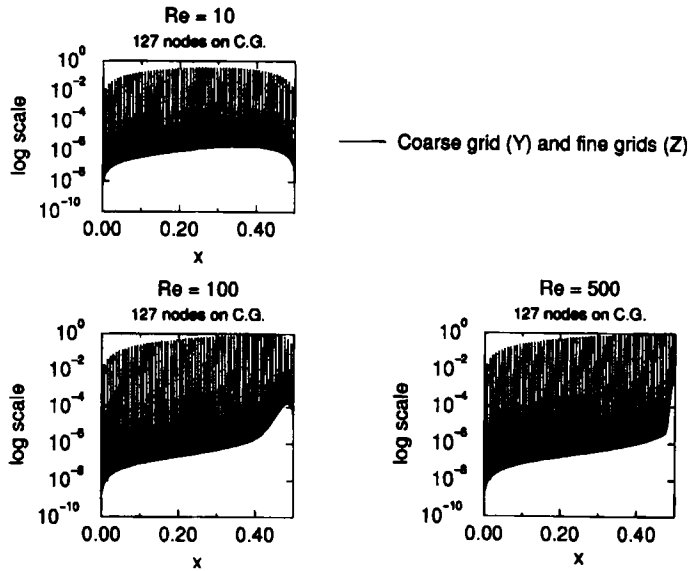 Re = 10
127 nodes on C.G.
10^0
10^-2
10^-4
10^-6
10^-8
10^-10
log scale
0.00 0.20 0.40
x
Coarse grid (Y) and fine grids (Z)
Re = 100
127 nodes on C.G.
10^0
10^-2
10^-4
10^-6
10^-8
10^-10
log scale
0.00 0.20 0.40
x
Re = 500
127 nodes on C.G.
10^0
10^-2
10^-4
10^-6
10^-8
10^-10
log scale
0.00 0.20 0.40
x